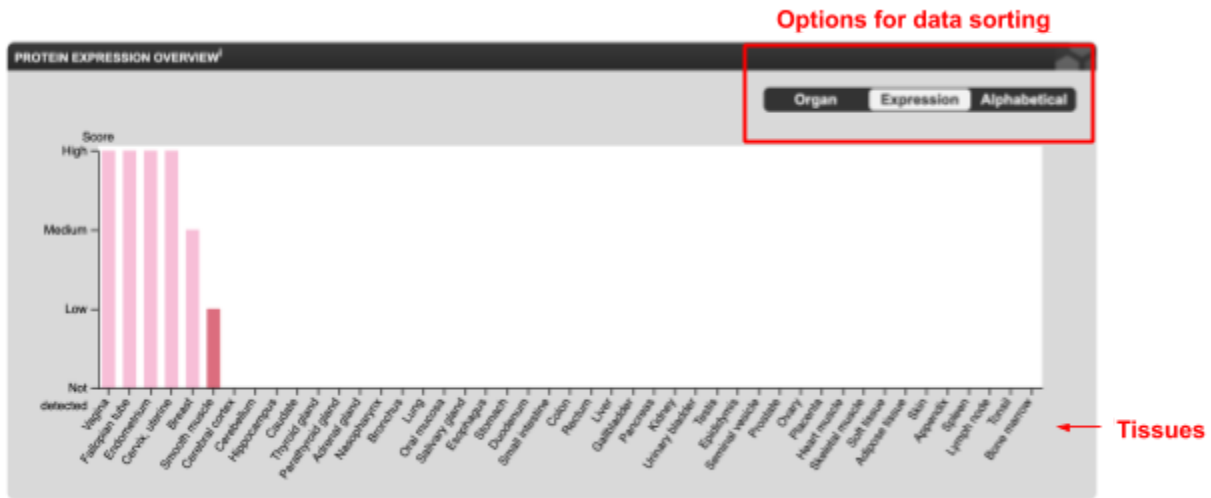 Options for data sorting
PROTEIN EXPRESSION OVERVIEWi
Organ Expression Alphabetical
Score
High
Medium
Low
Not
detected
Vagina
Fallopian tube
Endometrium
Cervix, uterine
Breast
Smooth muscle
Cerebral cortex
Cerebellum
Hippocampus
Caudate
Thyroid gland
Parathyroid gland
Adrenal gland
Nasopharynx
Bronchus
Lung
Oral mucosa
Salivary gland
Esophagus
Stomach
Duodenum
Small intestine
Colon
Rectum
Liver
Gallbladder
Pancreas
Kidney
Urinary bladder
Testis
Epididymis
Seminal vesicle
Prostate
Ovary
Placenta
Heart muscle
Skeletal muscle
Soft tissue
Adipose tissue
Skin
Appendix
Spleen
Lymph node
Tonsil
Bone marrow
Tissues